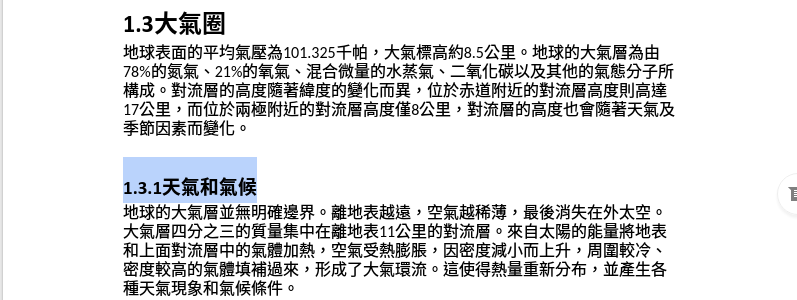 1.3大氣圈
地球表面的平均氣壓為101.325千帕，大氣標高約8.5公里。地球的大氣層為由
78%的氮氣、21%的氧氣、混合微量的水蒸氣、二氧化碳以及其他的氣態分子所
構成。對流層的高度隨著緯度的變化而異，位於赤道附近的對流層高度則高達
17公里，而位於兩極附近的對流層高度僅8公里，對流層的高度也會隨著天氣及
季節因素而變化。
1.3.1天氣和氣候
地球的大氣層並無明確邊界。離地表越遠，空氣越稀薄，最後消失在外太空。
大氣層四分之三的質量集中在離地表11公里的對流層。來自太陽的能量將地表
和上面對流層中的氣體加熱，空氣受熱膨脹，因密度減小而上升，周圍較冷、
密度較高的氣體填補過來，形成了大氣環流。這使得熱量重新分布，並產生各
種天氣現象和氣候條件。